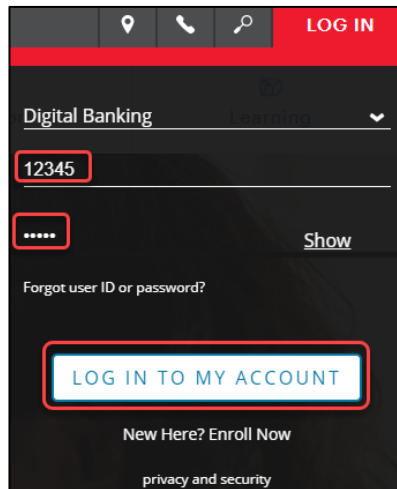 LOG IN
Learning
Digital Banking
12345
•••••
Show
Forgot user ID or password?
LOG IN TO MY ACCOUNT
New Here? Enroll Now
privacy and security